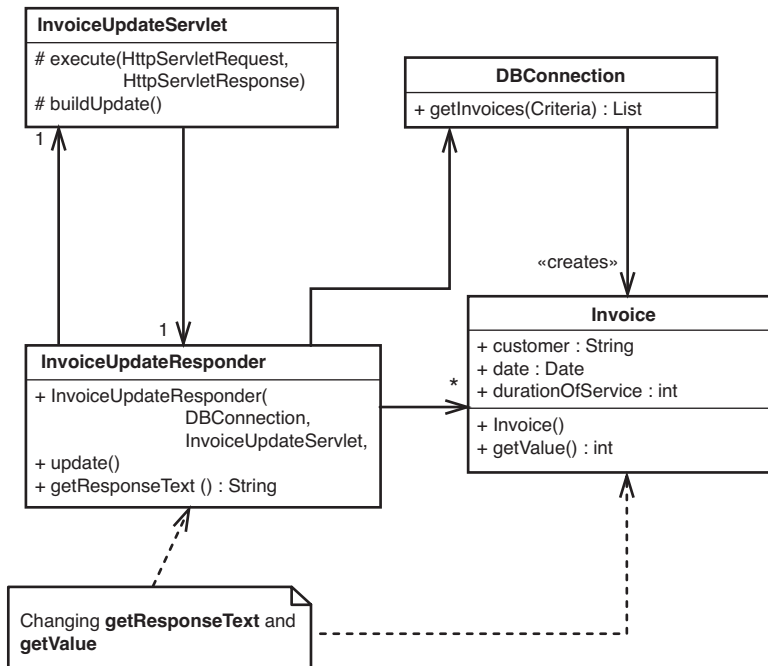 InvoiceUpdateServlet
# execute(HttpServletRequest,
HttpServletResponse)
# buildUpdate()
1
DBConnection
+ getInvoices(Criteria) : List
«creates»
1
InvoiceUpdateResponder
+ InvoiceUpdateResponder(
DBConnection,
InvoiceUpdateServlet,
+ update()
+ getResponseText () : String
*
Invoice
+ customer : String
+ date : Date
+ durationOfService : int
+ Invoice()
+ getValue() : int
Changing getResponseText and
getValue